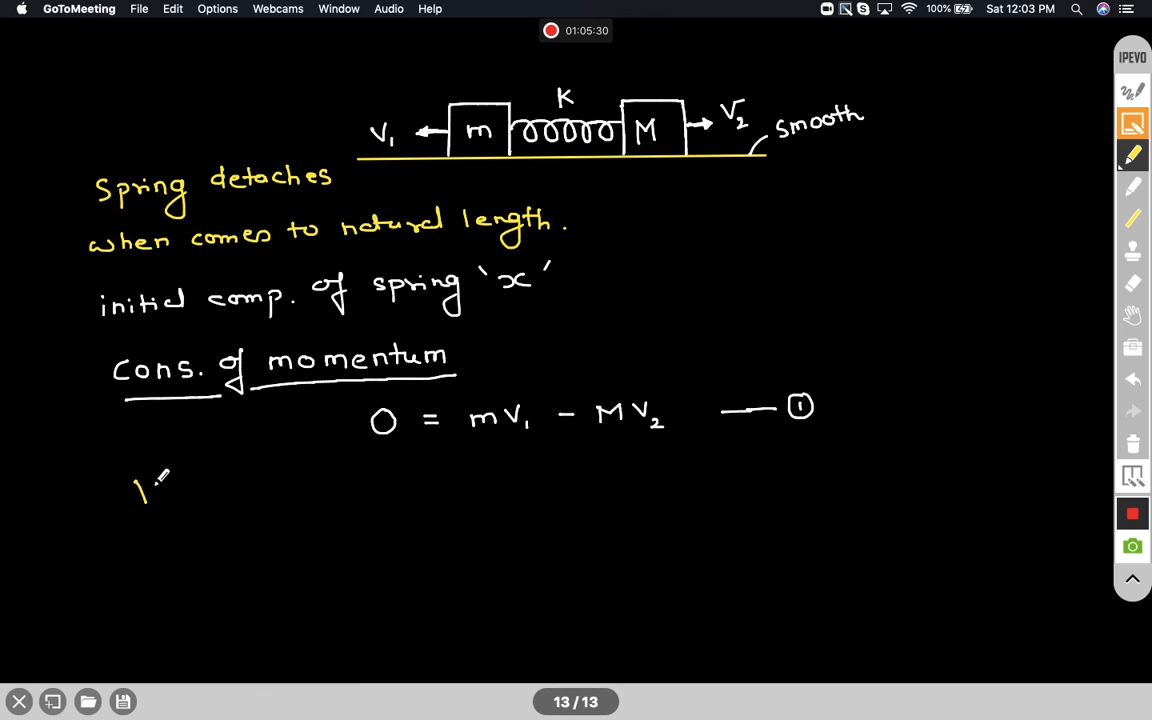 GoToMeeting File Edit Options Webcams Window Audio Help 100% Sat 12:03 PM
01:05:30
IPEVO
K
V₁ m M V₂ smooth
Spring detaches
when comes to natural length.
initial comp. of spring 'x'
Cons. of momentum
0 = mV₁ - MV₂ —— ①
13 / 13